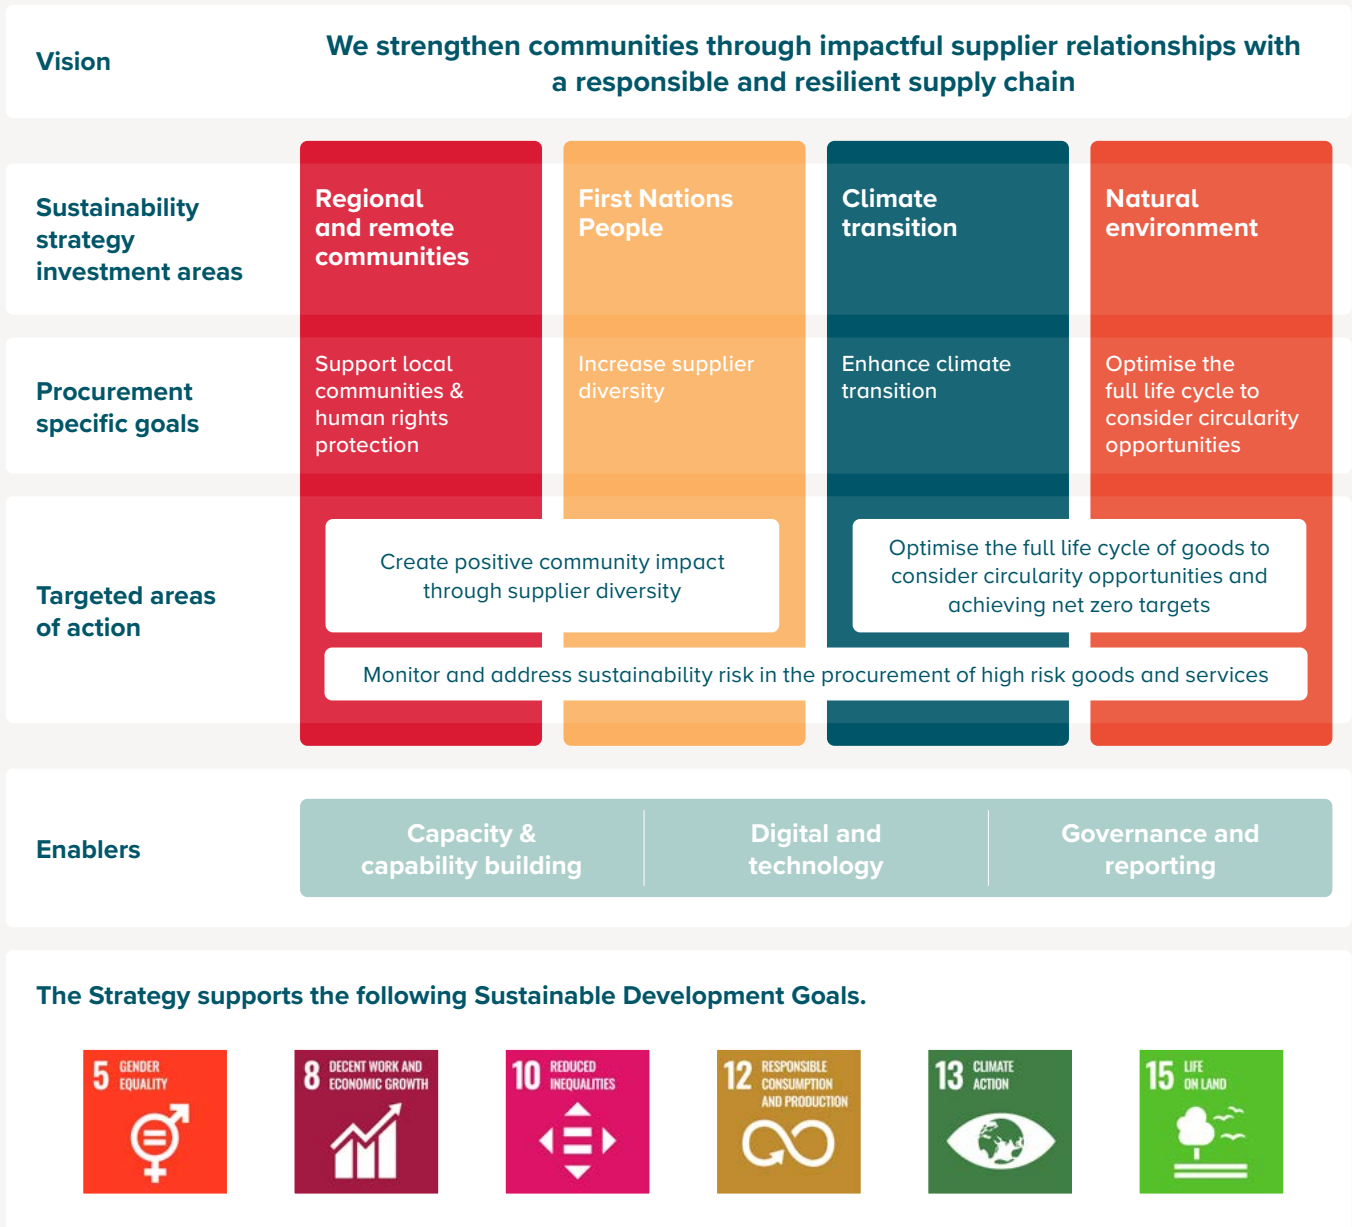 Vision
We strengthen communities through impactful supplier relationships with
a responsible and resilient supply chain
Sustainability
strategy
investment areas
Regional
and remote
communities
First Nations
People
Climate
transition
Natural
environment
Procurement
specific goals
Support local
communities &
human rights
protection
Increase supplier
diversity
Enhance climate
transition
Optimise the
full life cycle to
consider circularity
opportunities
Targeted areas
of action
Create positive community impact
through supplier diversity
Optimise the full life cycle of goods to
consider circularity opportunities and
achieving net zero targets
Monitor and address sustainability risk in the procurement of high risk goods and services
Enablers
Capacity &
capability building
Digital and
technology
Governance and
reporting
The Strategy supports the following Sustainable Development Goals.
5 GENDER
EQUALITY
8 DECENT WORK AND
ECONOMIC GROWTH
10 REDUCED
INEQUALITIES
12 RESPONSIBLE
CONSUMPTION
AND PRODUCTION
13 CLIMATE
ACTION
15 LIFE
ON LAND